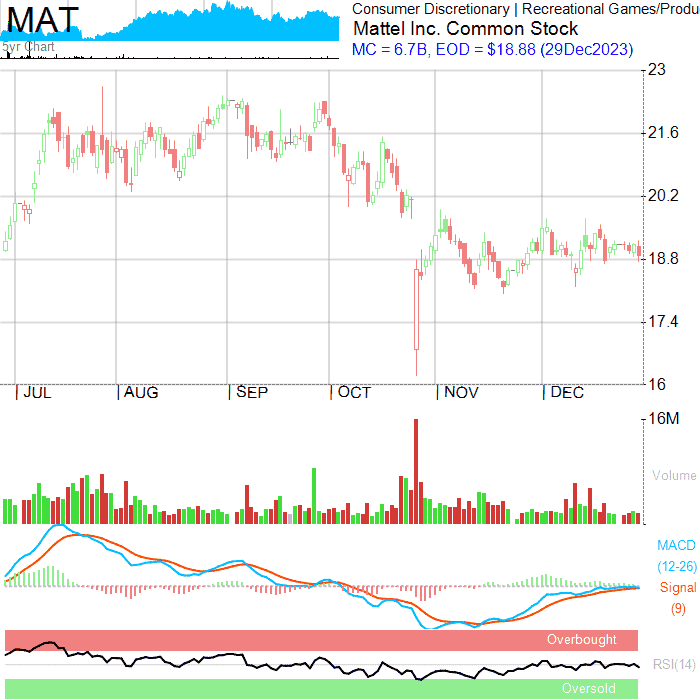 MAT
5yr Chart
Consumer Discretionary | Recreational Games/Produ
Mattel Inc. Common Stock
MC = 6.7B, EOD = $18.88 (29Dec2023)
23
21.6
20.2
18.8
17.4
16
JUL
AUG
SEP
OCT
NOV
DEC
16M
Volume
MACD
(12-26)
Signal
(9)
Overbought
RSI(14)
Oversold